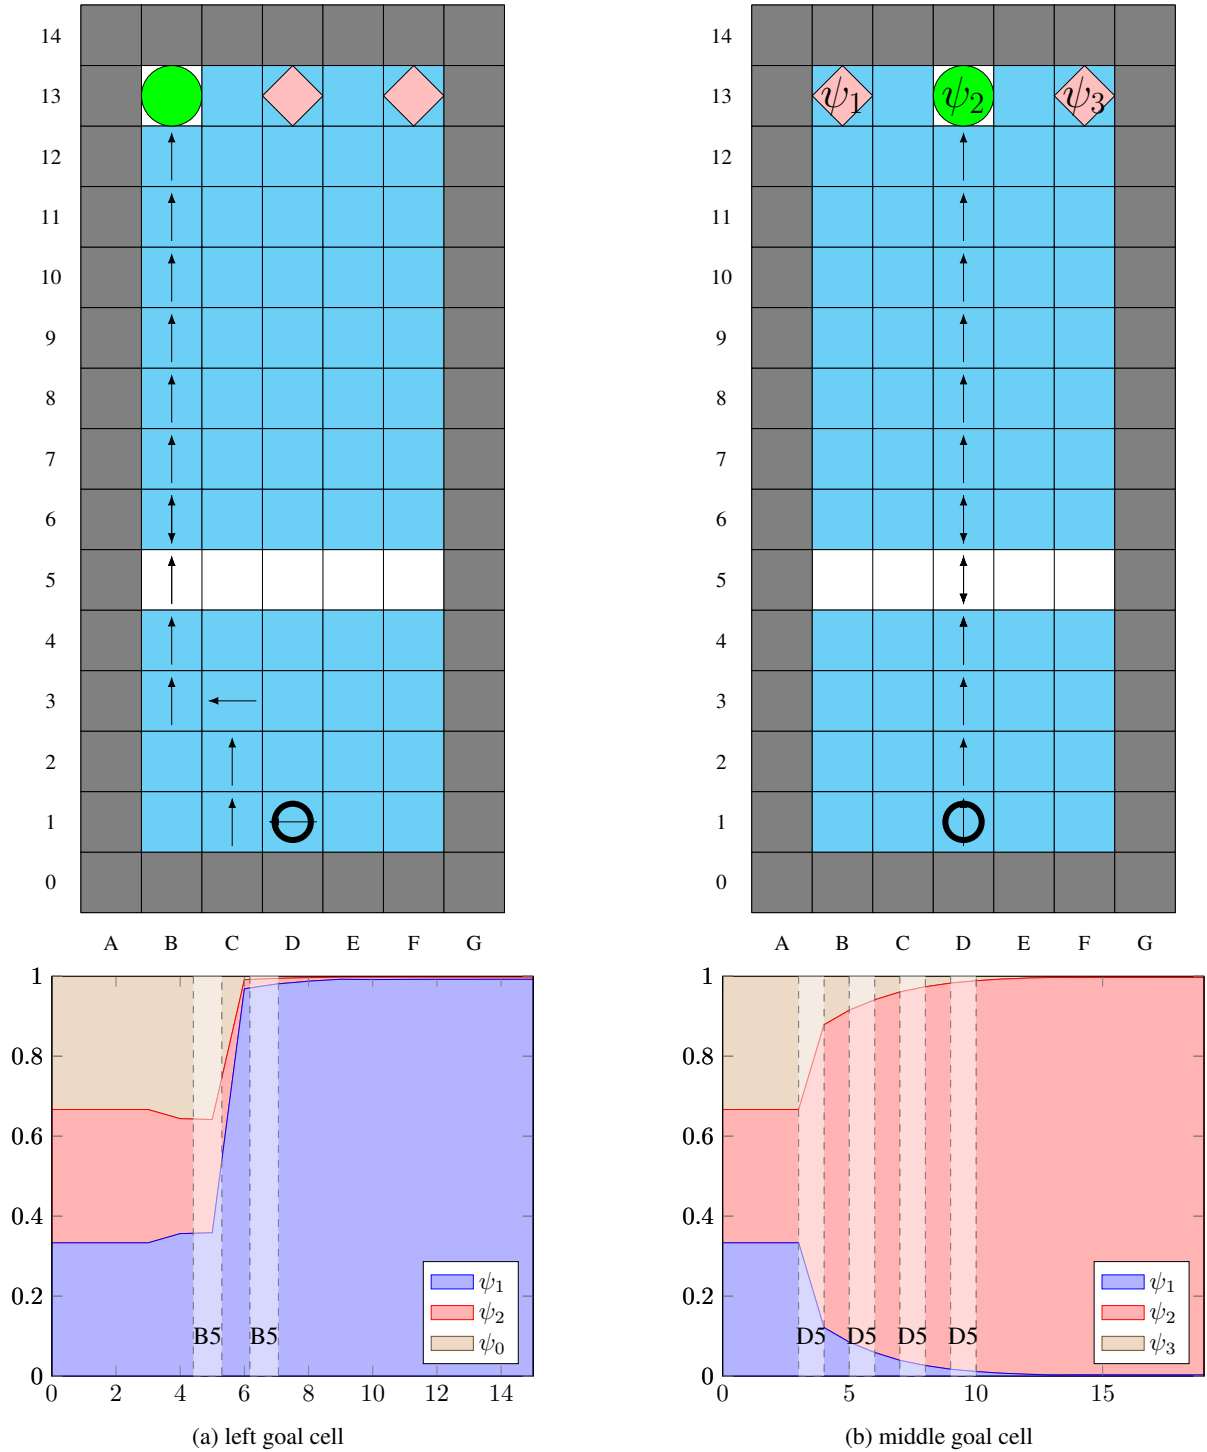 14
13
12
11
10
9
8
7
6
5
4
3
2
1
0
A B C D E F G
14
13 ψ1 ψ2 ψ3
12
11
10
9
8
7
6
5
4
3
2
1
0
A B C D E F G
1
0.8
0.6
0.4
0.2
0
B5 B5
ψ1
ψ2
ψ0
0 2 4 6 8 10 12 14
(a) left goal cell
1
0.8
0.6
0.4
0.2
0
D5 D5 D5 D5
ψ1
ψ2
ψ3
0 5 10 15
(b) middle goal cell